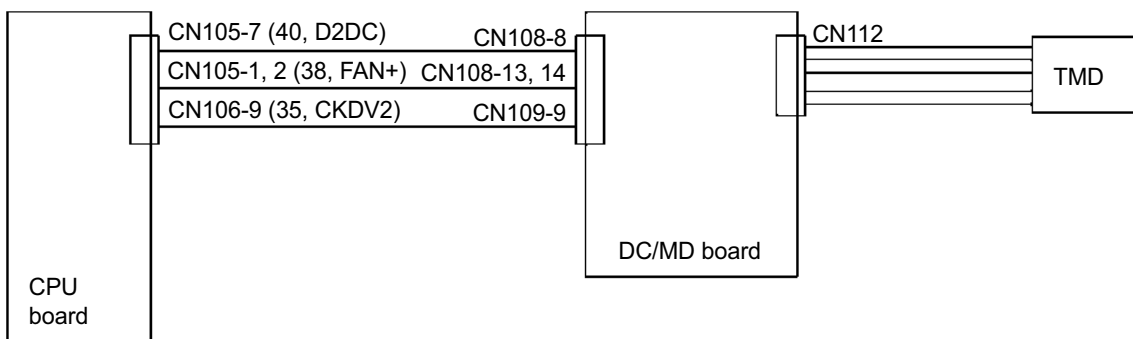 CN105-7 (40, D2DC) CN108-8 CN112
CN105-1, 2 (38, FAN+) CN108-13, 14 TMD
CN106-9 (35, CKDV2) CN109-9
DC/MD board
CPU
board